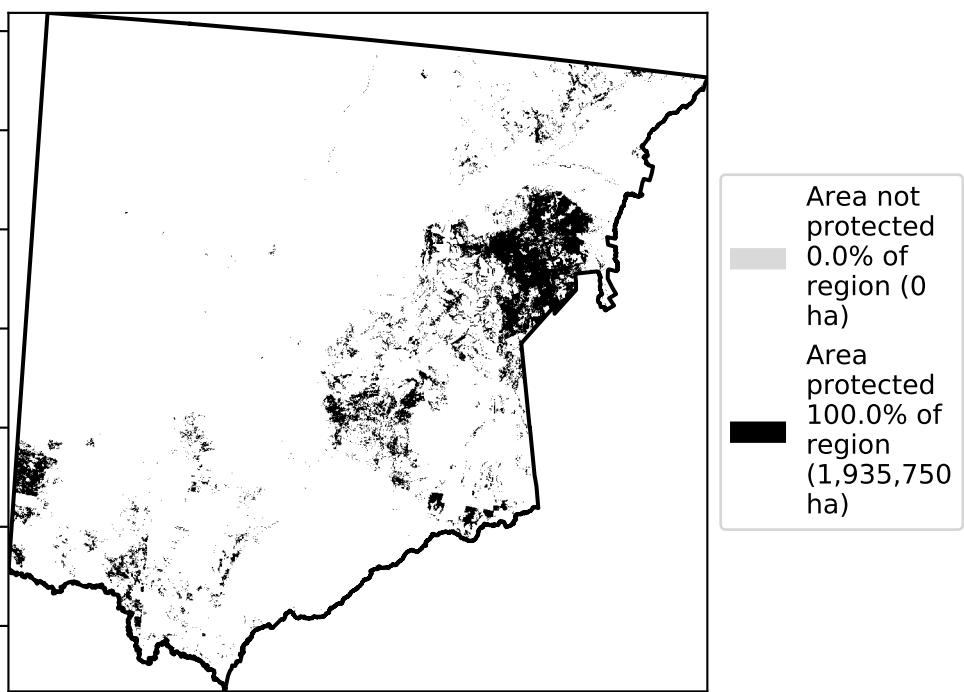 Area not
protected
0.0% of
region (0
ha)
Area
protected
100.0% of
region
(1,935,750
ha)